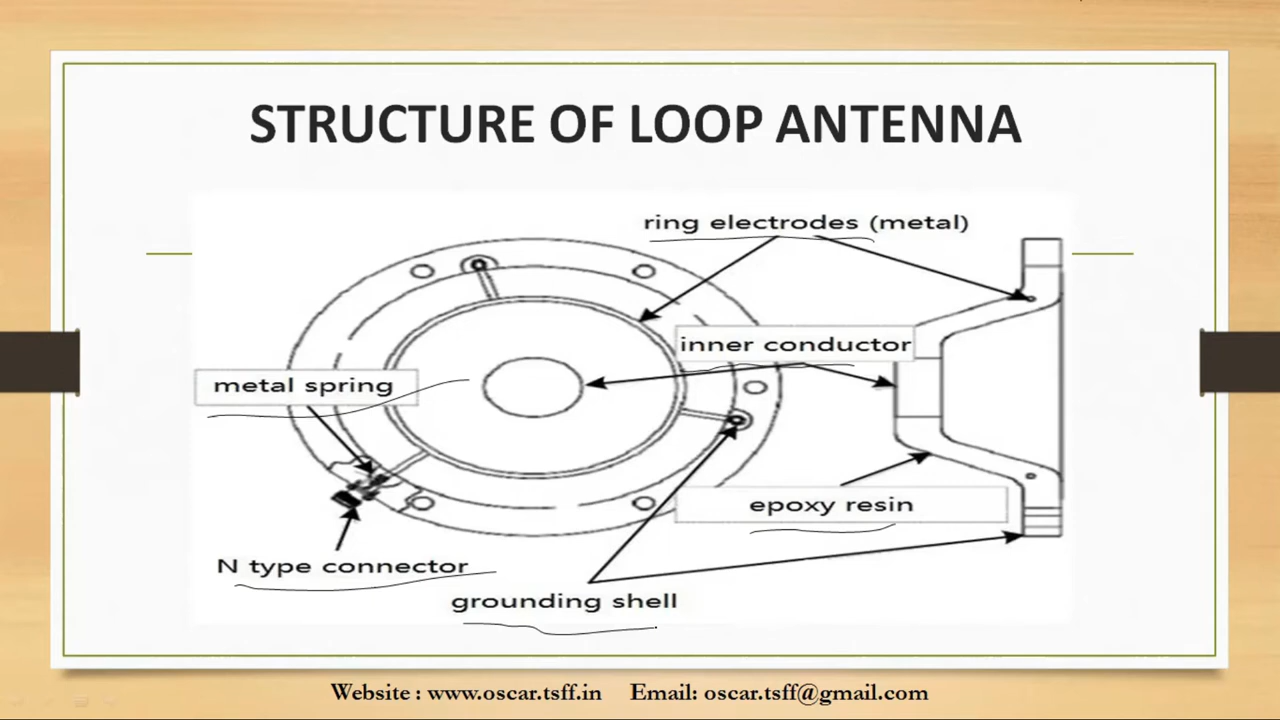 STRUCTURE OF LOOP ANTENNA
ring electrodes (metal)
inner conductor
metal spring
epoxy resin
N type connector
grounding shell
Website : www.oscar.tsff.in Email: oscar.tsff@gmail.com